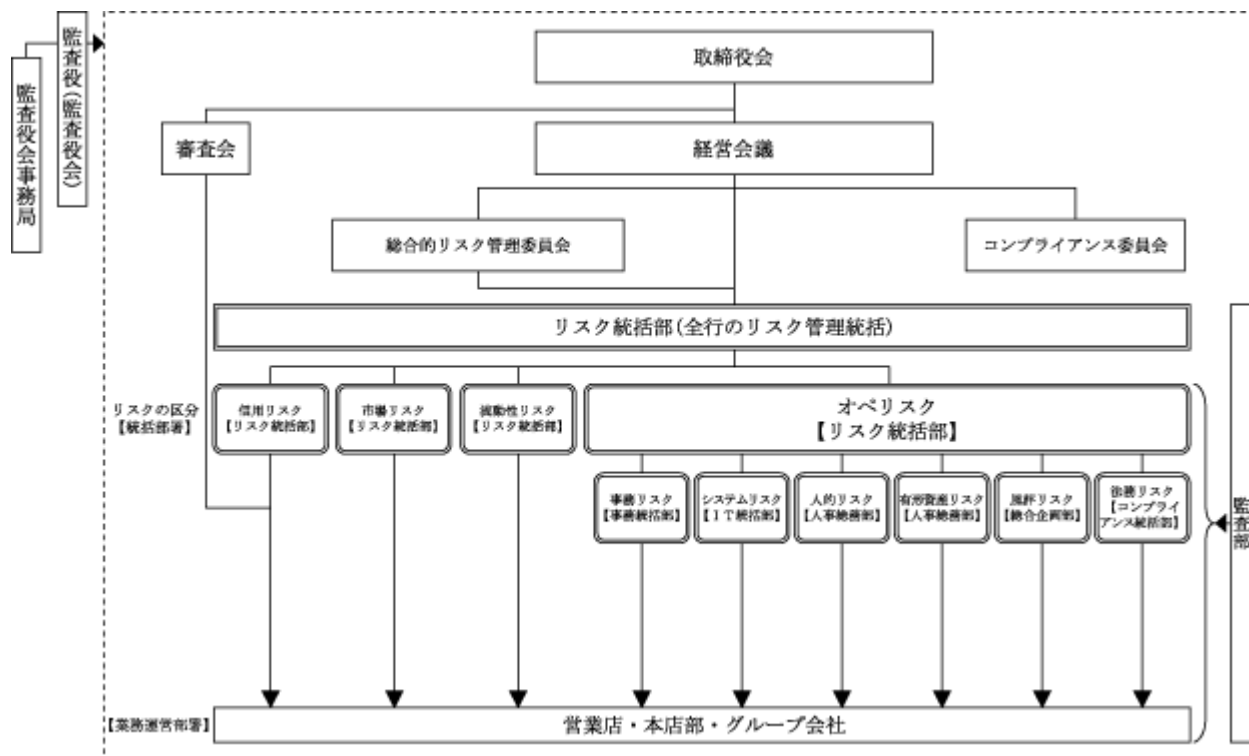 監査役会事務局
監査役(監査役会)
取締役会
審査会
経営会議
総合的リスク管理委員会
コンプライアンス委員会
リスク統括部(全行のリスク管理統括)
リスクの区分
【統括部署】
信用リスク
【リスク統括部】
市場リスク
【リスク統括部】
流動性リスク
【リスク統括部】
オペリスク
【リスク統括部】
事務リスク
【事務統括部】
システムリスク
【IT統括部】
人的リスク
【人事総務部】
有形資産リスク
【人事総務部】
風評リスク
【総合企画部】
法務リスク
【コンプライ
アンス統括部】
監査部
【業務運営部署】
営業店・本店部・グループ会社